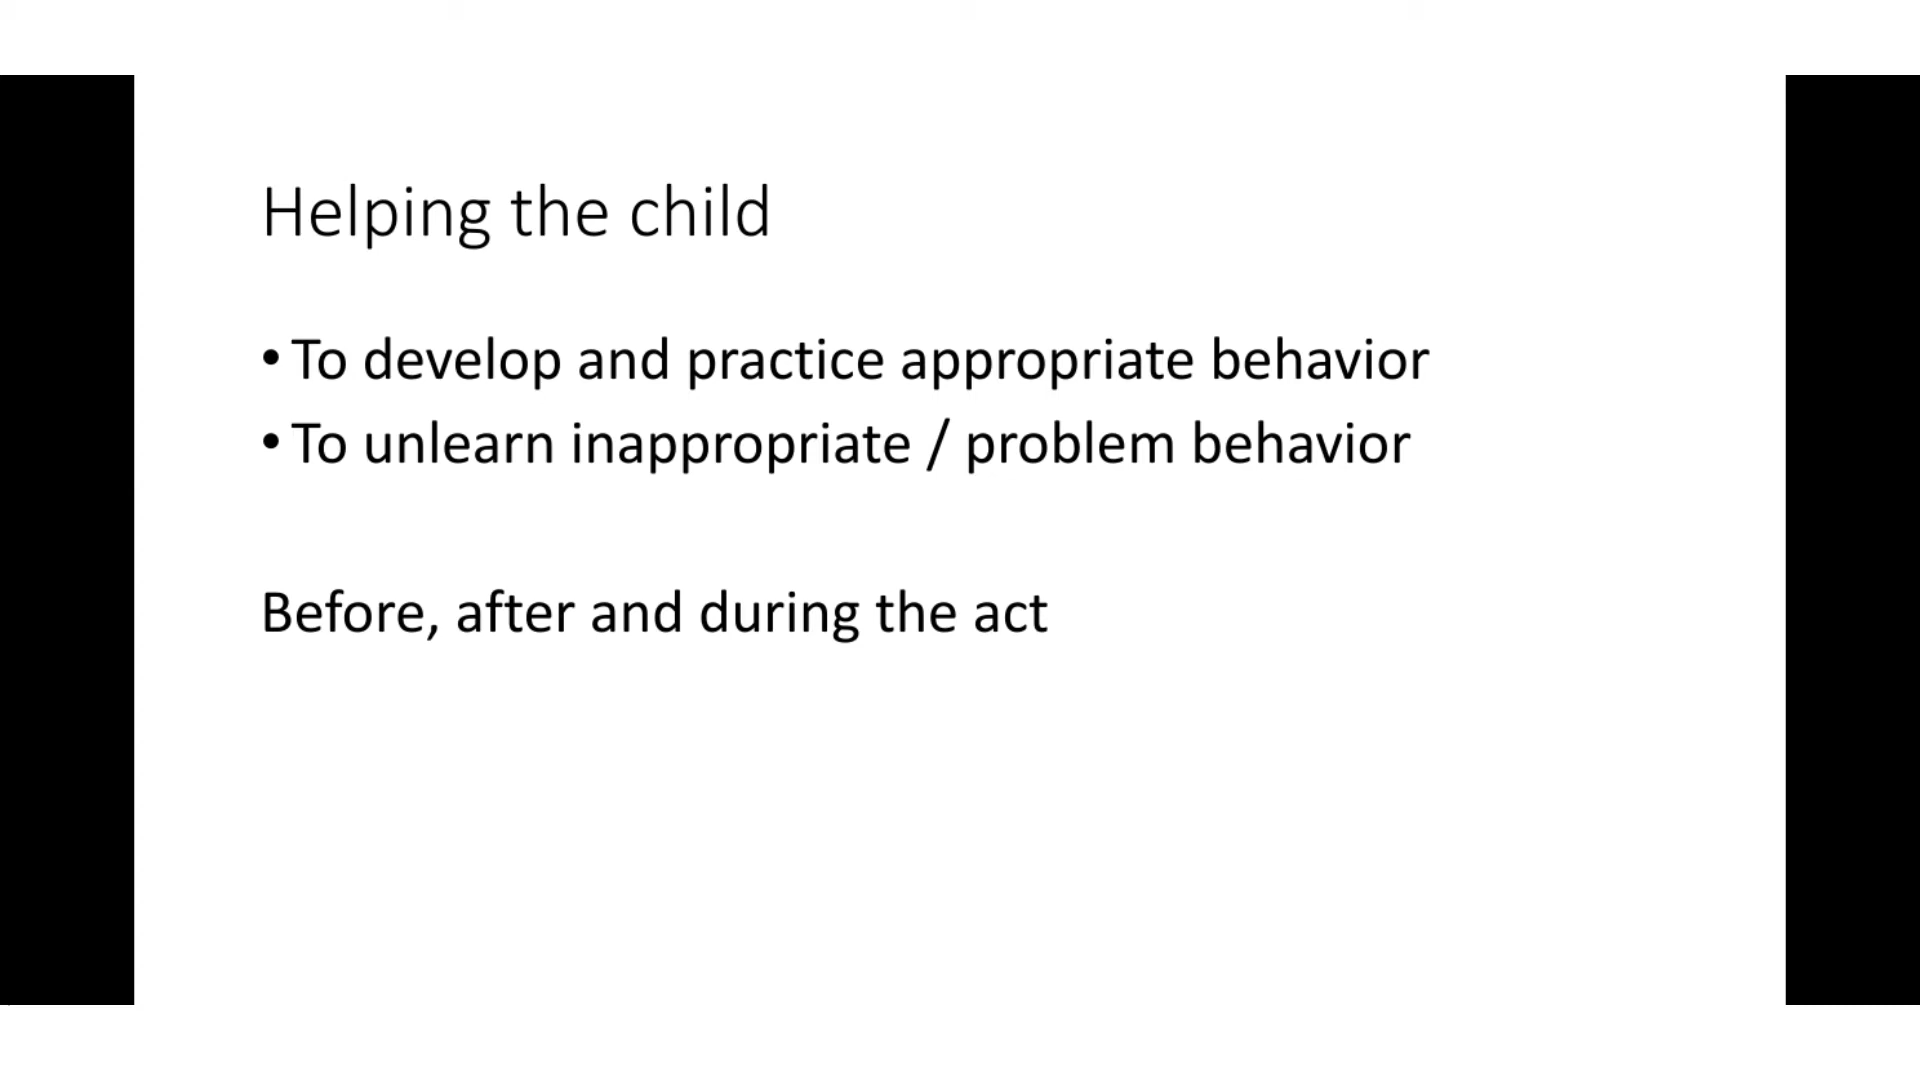 Helping the child
• To develop and practice appropriate behavior
• To unlearn inappropriate / problem behavior
Before, after and during the act